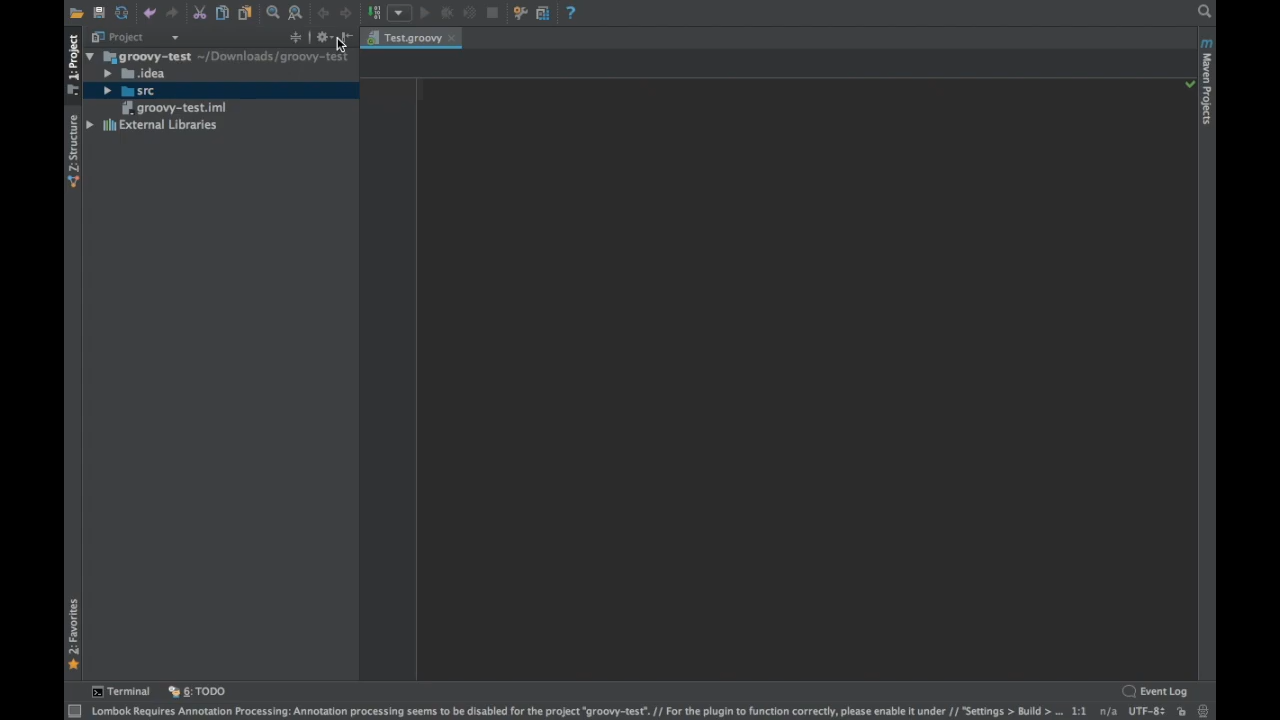 Project
Test.groovy
groovy-test ~/Downloads/groovy-test
.idea
src
groovy-test.iml
External Libraries
1: Project
Z: Structure
2: Favorites
m Maven Projects
Terminal
6: TODO
Event Log
Lombok Requires Annotation Processing: Annotation processing seems to be disabled for the project "groovy-test". // For the plugin to function correctly, please enable it under // "Settings > Build > ... 1:1 n/a UTF-8